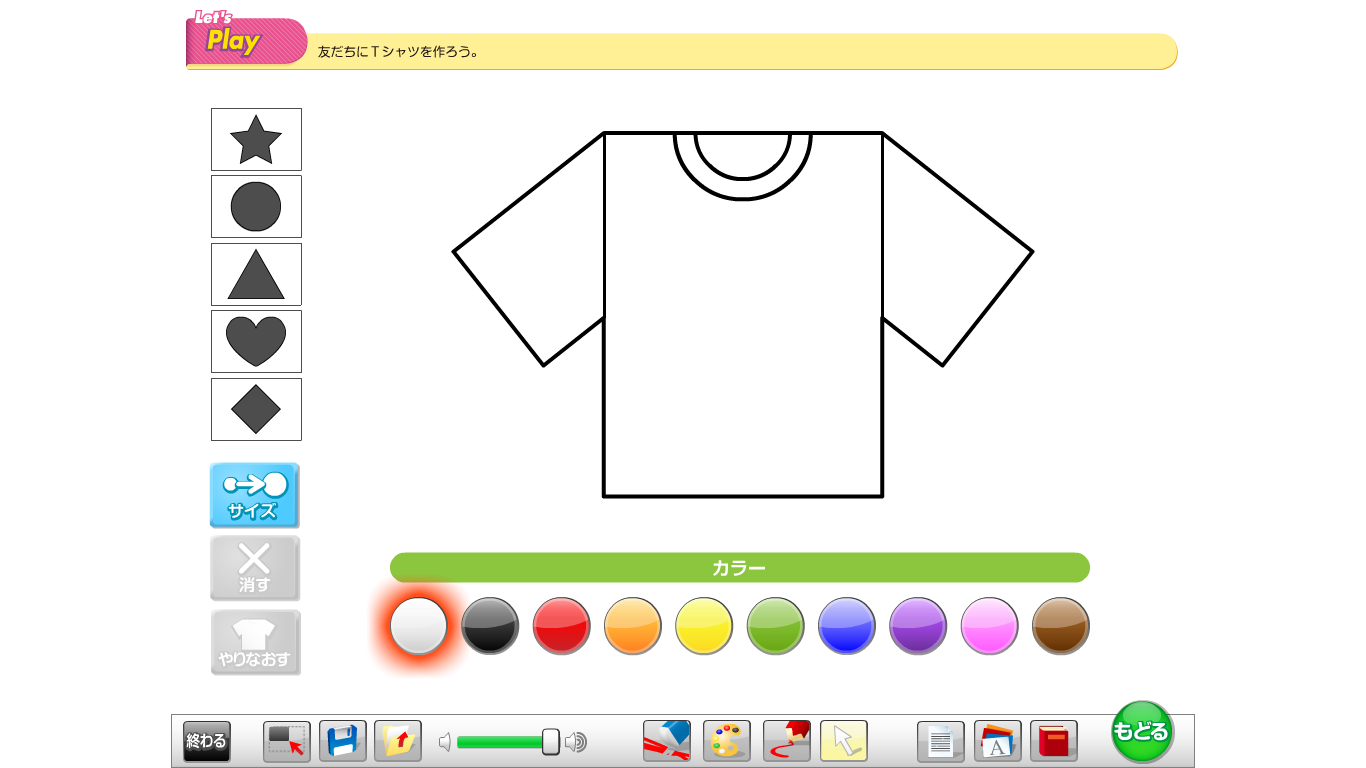 Let's
Play
友だちにTシャツを作ろう。
サイズ
消す
やりなおす
カラー
終わる
A
もどる